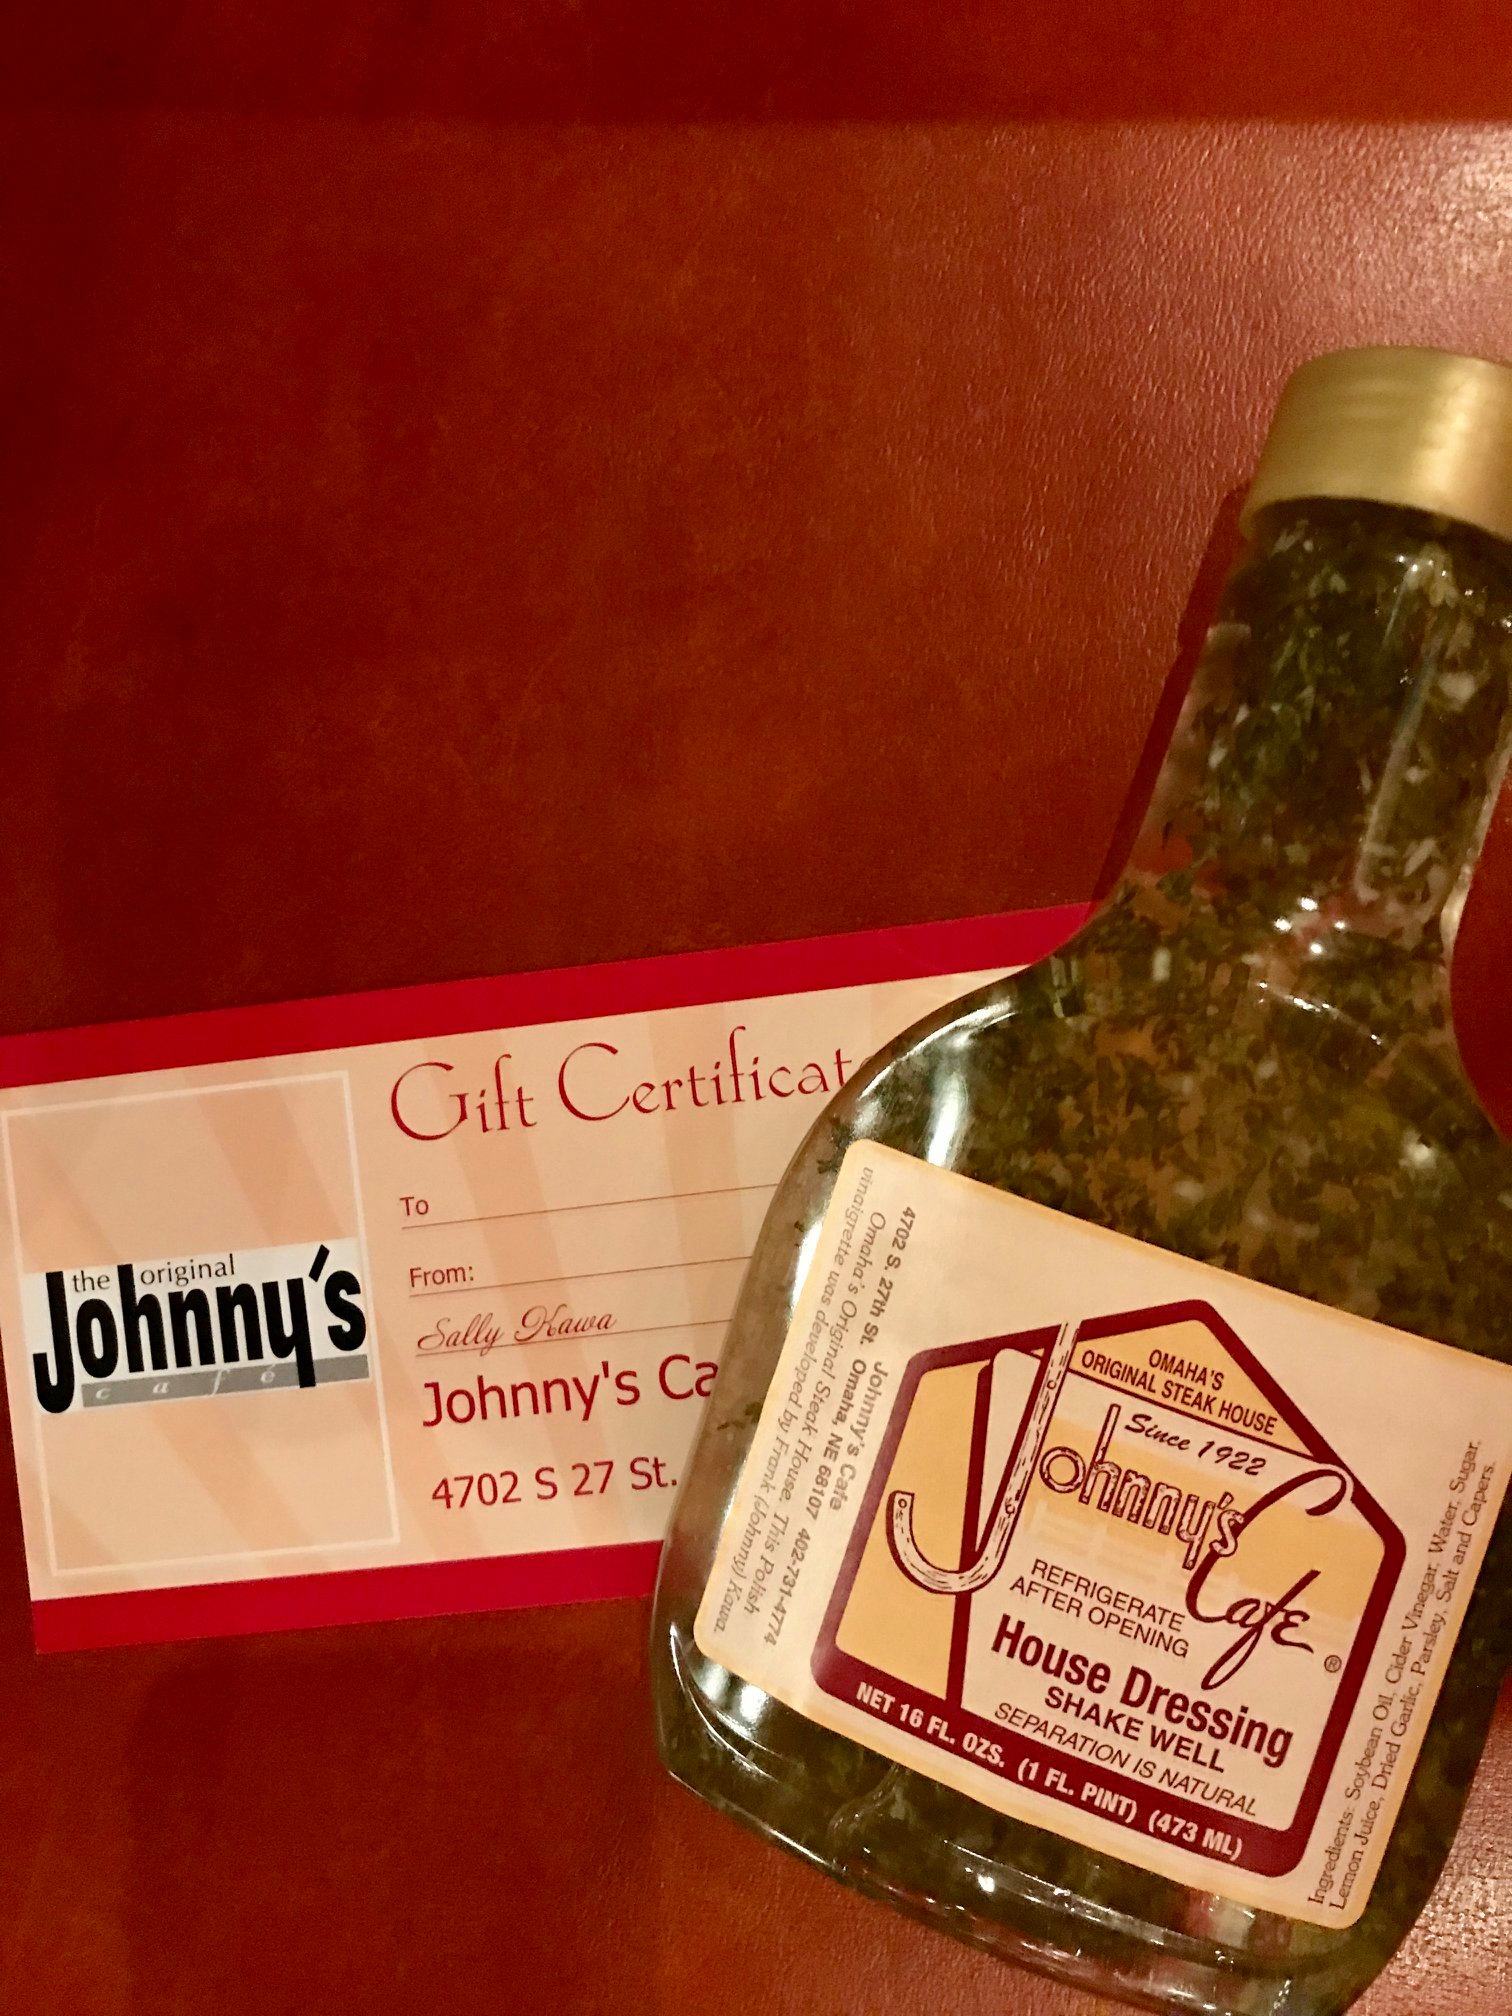 Gift Certificat
To
From:
Sally Kawa
Johnny's Ca
4702 S 27 St.
the original
Johnny's
café
Johnny's Cafe
4702 S. 27th St. Omaha, NE 68107 402-731-4774
Omaha's Original Steak House. This Polish
vinaigrette was developed by Frank (Johnny) Kawa.
OMAHA'S
ORIGINAL STEAK HOUSE
Since 1922
Johnny's Cafe®
REFRIGERATE
AFTER OPENING
House Dressing
SHAKE WELL
SEPARATION IS NATURAL
NET 16 FL. OZS. (1 FL. PINT) (473 ML)
Ingredients: Soybean Oil, Cider Vinegar, Water, Sugar,
Lemon Juice, Dried Garlic, Parsley, Salt and Capers.